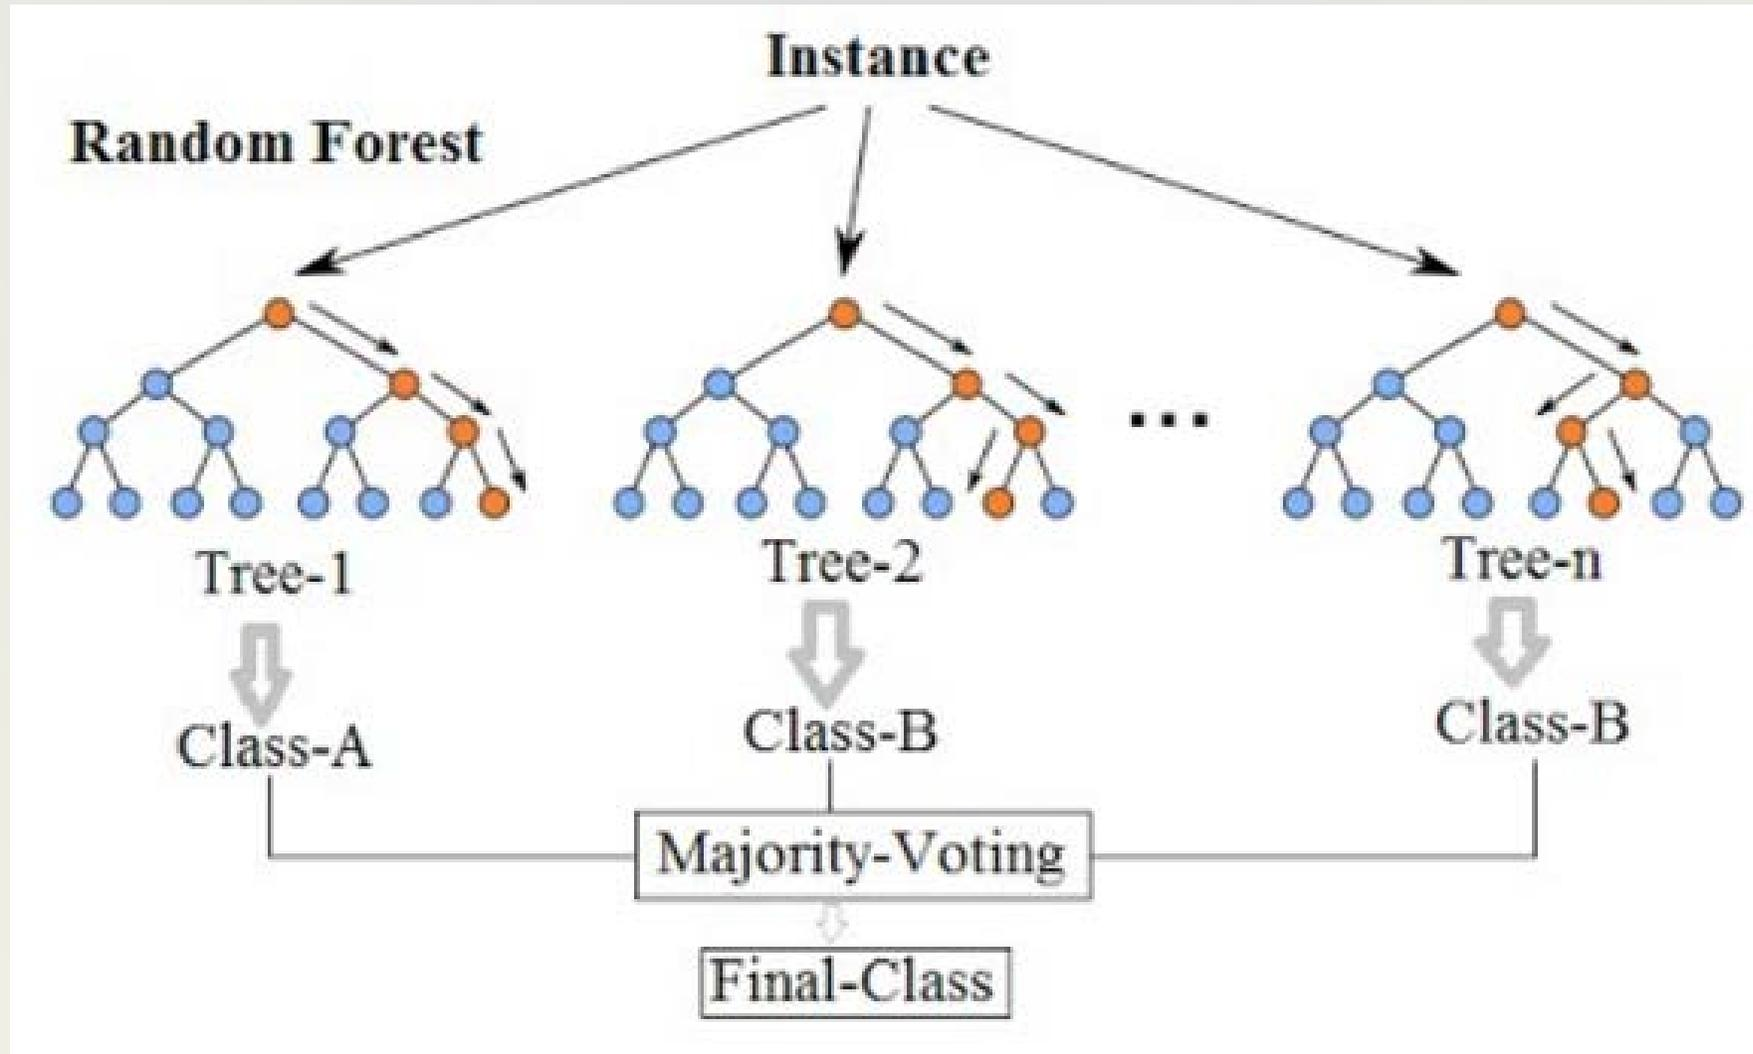 Instance
Random Forest
...
Tree-1
Tree-2
Tree-n
Class-A
Class-B
Class-B
Majority-Voting
Final-Class